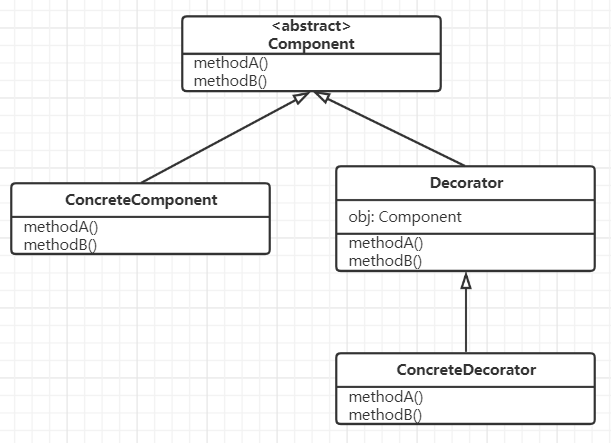 <abstract>
Component
methodA()
methodB()
ConcreteComponent
methodA()
methodB()
Decorator
obj: Component
methodA()
methodB()
ConcreteDecorator
methodA()
methodB()